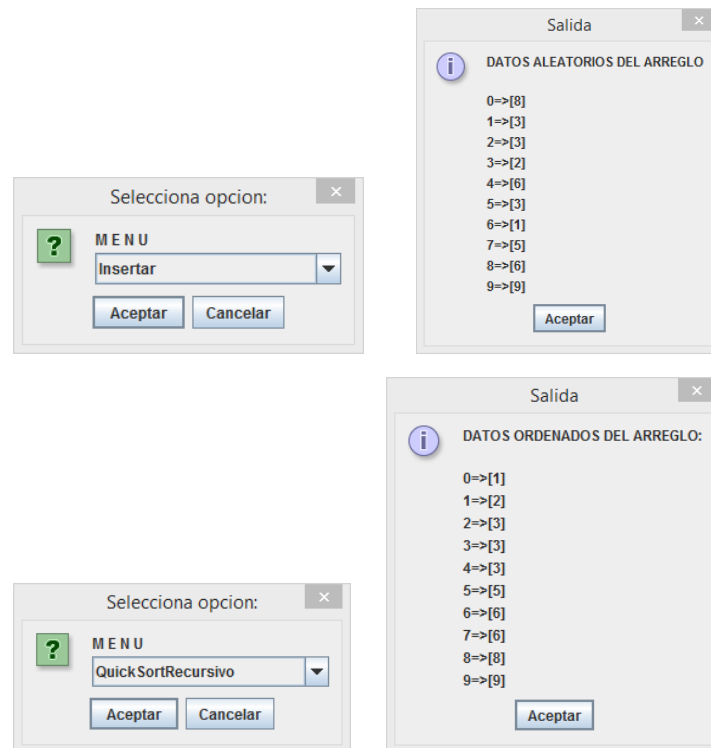 Salida
DATOS ALEATORIOS DEL ARREGLO
0=>[8]
1=>[3]
2=>[3]
3=>[2]
4=>[6]
5=>[3]
6=>[1]
7=>[5]
8=>[6]
9=>[9]
Aceptar
Selecciona opcion:
M E N U
Insertar
Aceptar Cancelar
Salida
DATOS ORDENADOS DEL ARREGLO:
0=>[1]
1=>[2]
2=>[3]
3=>[3]
4=>[3]
5=>[5]
6=>[6]
7=>[6]
8=>[8]
9=>[9]
Aceptar
Selecciona opcion:
M E N U
QuickSortRecursivo
Aceptar Cancelar